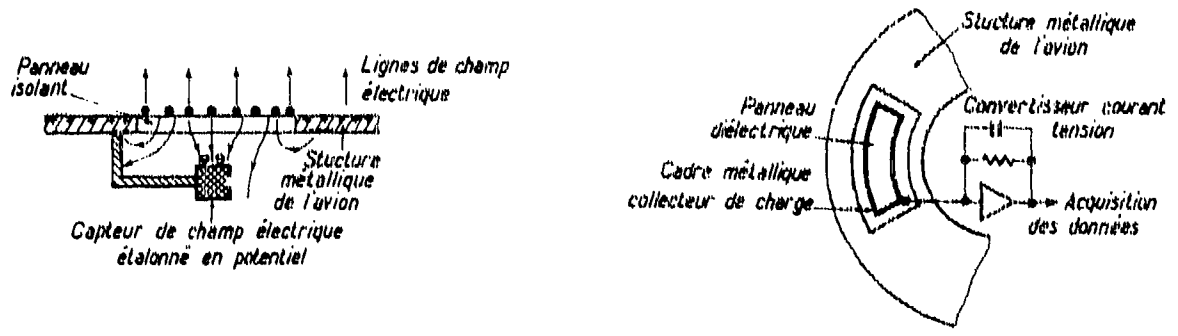 Panneau
isolant
Lignes de champ
électrique
Stucture
métallique
de l'avion
Capteur de champ électrique
étalonné en potentiel
Stucture métallique
de l'avion
Panneau
diélectrique
Convertisseur courant
tension
Cadre métallique
collecteur de charge
Acquisition
des données